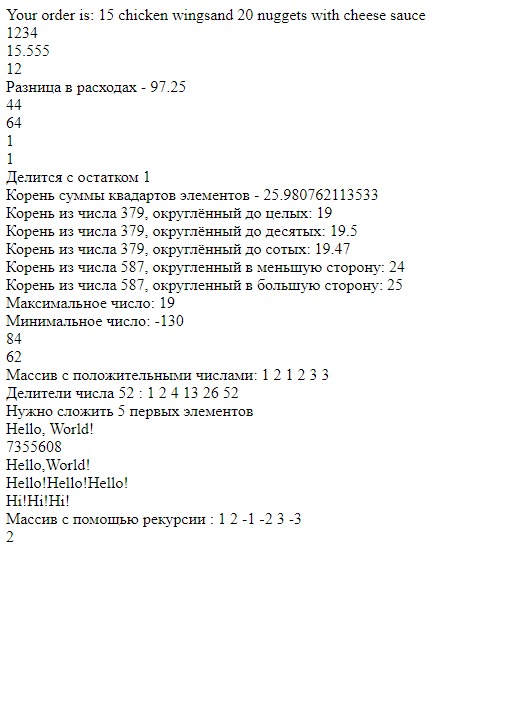 Your order is: 15 chicken wingsand 20 nuggets with cheese sauce
1234
15.555
12
Разница в расходах - 97.25
44
64
1
1
Делится с остатком 1
Корень суммы квадартов элементов - 25.980762113533
Корень из числа 379, округлённый до целых: 19
Корень из числа 379, округлённый до десятых: 19.5
Корень из числа 379, округлённый до сотых: 19.47
Корень из числа 587, округленный в меньшую сторону: 24
Корень из числа 587, округленный в большую сторону: 25
Максимальное число: 19
Минимальное число: -130
84
62
Массив с положительными числами: 1 2 1 2 3 3
Делители числа 52 : 1 2 4 13 26 52
Нужно сложить 5 первых элементов
Hello, World!
7355608
Hello,World!
Hello!Hello!Hello!
Hi!Hi!Hi!
Массив с помощью рекурсии : 1 2 -1 -2 3 -3
2